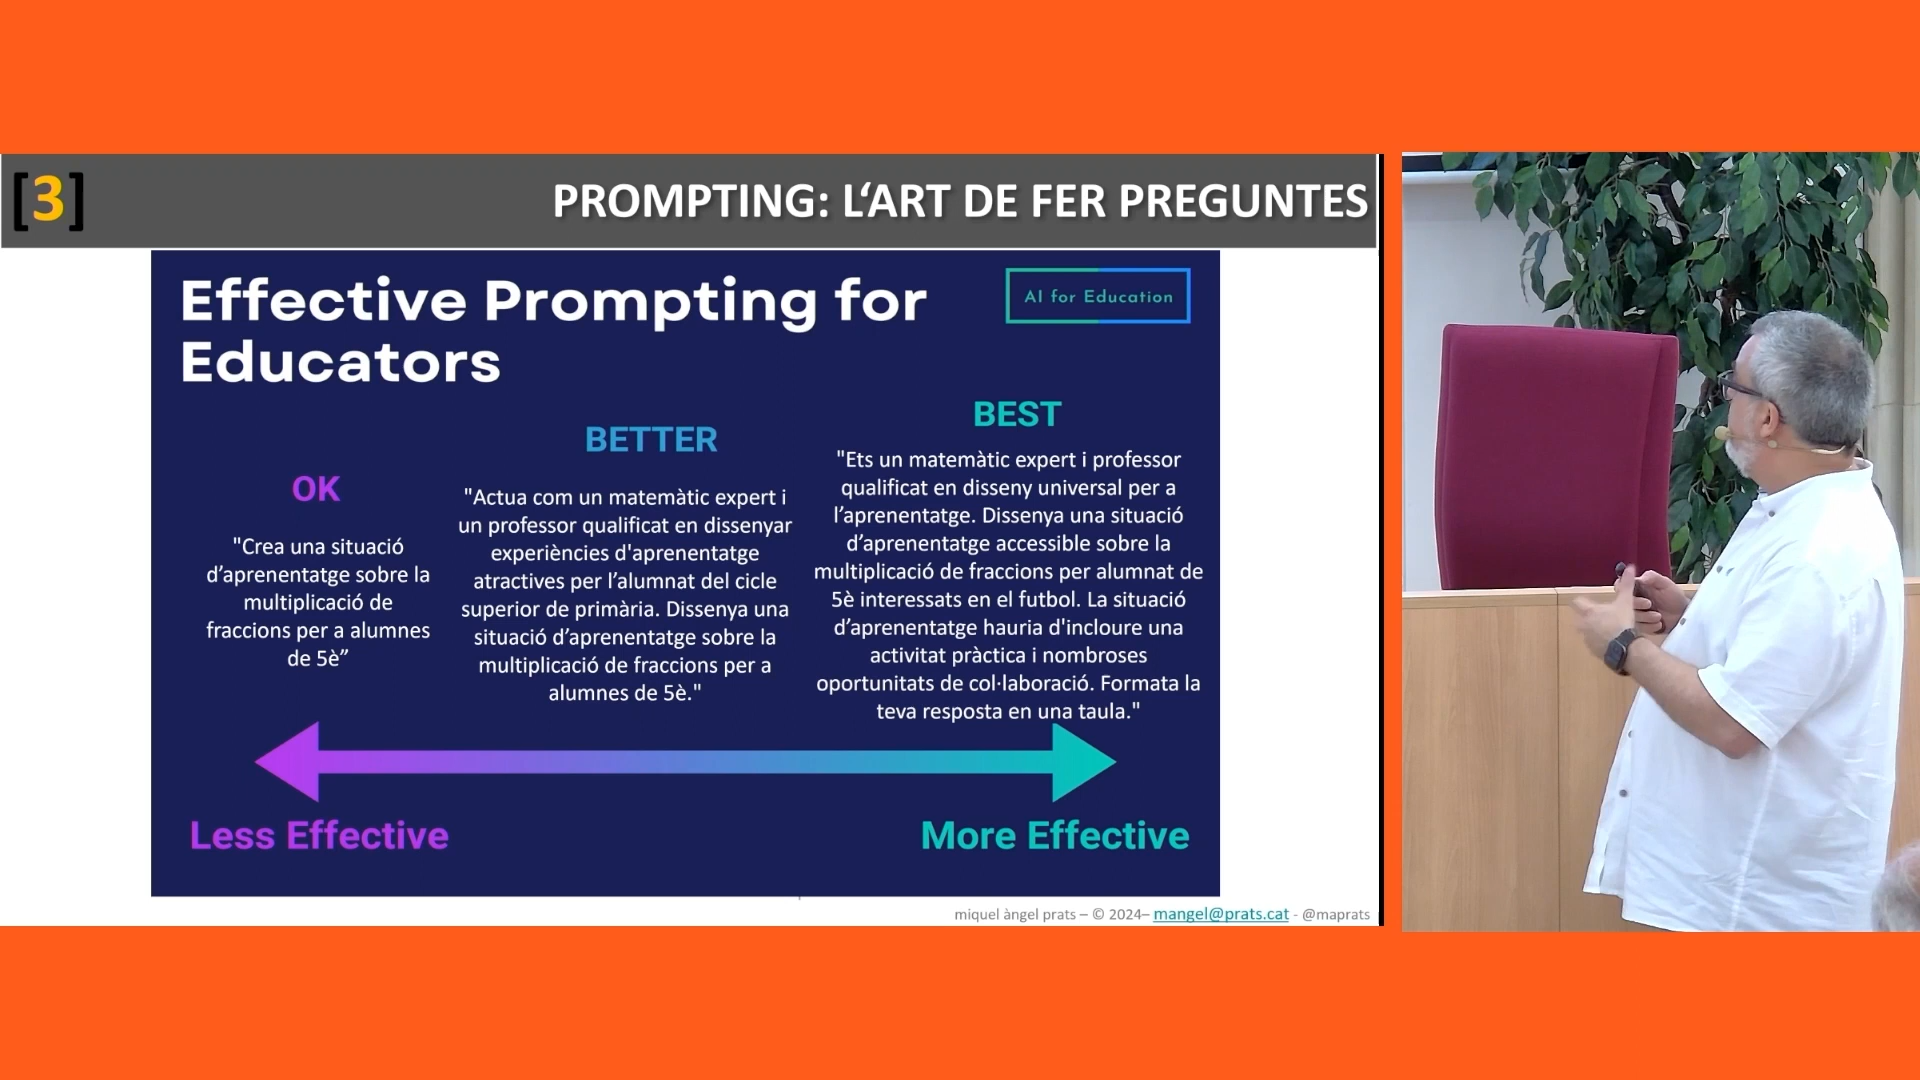 [3]
PROMPTING: L‘ART DE FER PREGUNTES
Effective Prompting for
Educators
AI for Education
OK
"Crea una situació
d’aprenentatge sobre la
multiplicació de
fraccions per a alumnes
de 5è”
BETTER
"Actua com un matemàtic expert i
un professor qualificat en dissenyar
experiències d'aprenentatge
atractives per l’alumnat del cicle
superior de primària. Dissenya una
situació d’aprenentatge sobre la
multiplicació de fraccions per a
alumnes de 5è."
BEST
"Ets un matemàtic expert i professor
qualificat en disseny universal per a
l’aprenentatge. Dissenya una situació
d’aprenentatge accessible sobre la
multiplicació de fraccions per alumnat de
5è interessats en el futbol. La situació
d’aprenentatge hauria d'incloure una
activitat pràctica i nombroses
oportunitats de col·laboració. Formata la
teva resposta en una taula."
Less Effective
More Effective
miquel àngel prats – © 2024– mangel@prats.cat - @maprats